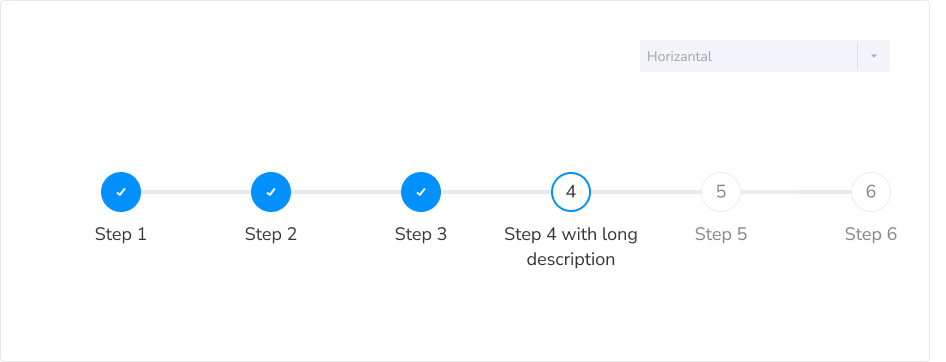 Horizantal
4
5
6
Step 1
Step 2
Step 3
Step 4 with long
description
Step 5
Step 6